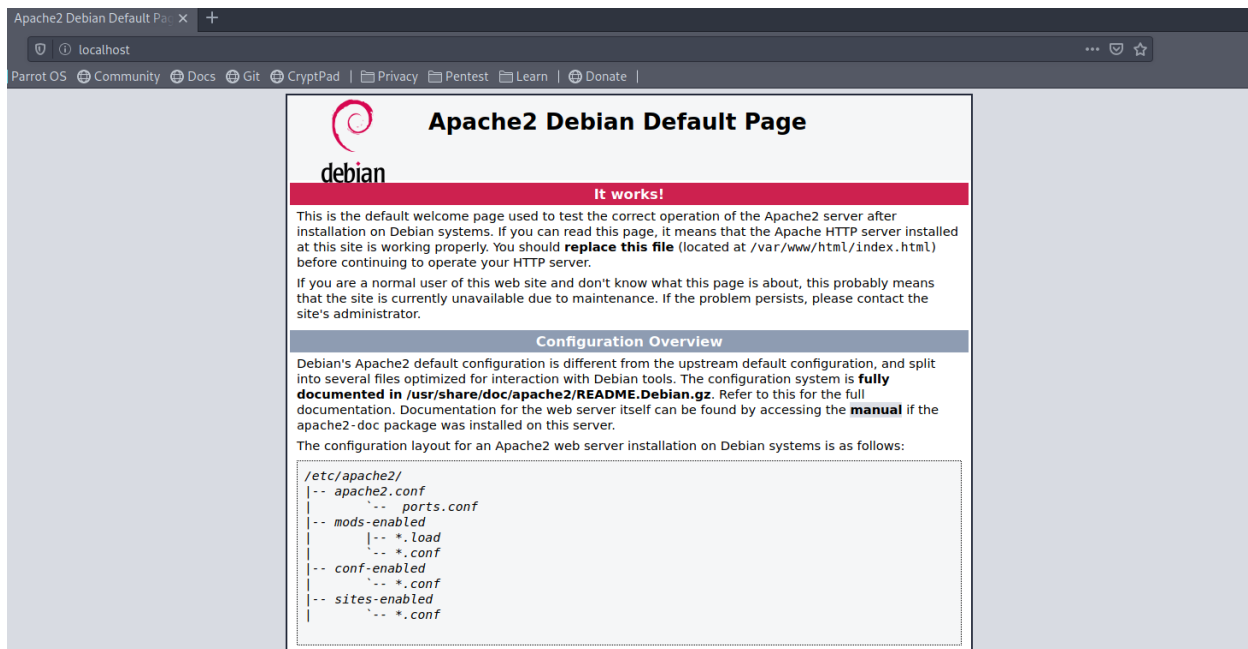 Apache2 Debian Default Pag
localhost
Parrot OS Community Docs Git CryptPad | Privacy Pentest Learn | Donate |
debian
Apache2 Debian Default Page
It works!
This is the default welcome page used to test the correct operation of the Apache2 server after
installation on Debian systems. If you can read this page, it means that the Apache HTTP server installed
at this site is working properly. You should replace this file (located at /var/www/html/index.html)
before continuing to operate your HTTP server.
If you are a normal user of this web site and don't know what this page is about, this probably means
that the site is currently unavailable due to maintenance. If the problem persists, please contact the
site's administrator.
Configuration Overview
Debian's Apache2 default configuration is different from the upstream default configuration, and split
into several files optimized for interaction with Debian tools. The configuration system is fully
documented in /usr/share/doc/apache2/README.Debian.gz. Refer to this for the full
documentation. Documentation for the web server itself can be found by accessing the manual if the
apache2-doc package was installed on this server.
The configuration layout for an Apache2 web server installation on Debian systems is as follows:
/etc/apache2/
|-- apache2.conf
|       `--  ports.conf
|-- mods-enabled
|       |-- *.load
|       `-- *.conf
|-- conf-enabled
|       `-- *.conf
|-- sites-enabled
|       `-- *.conf